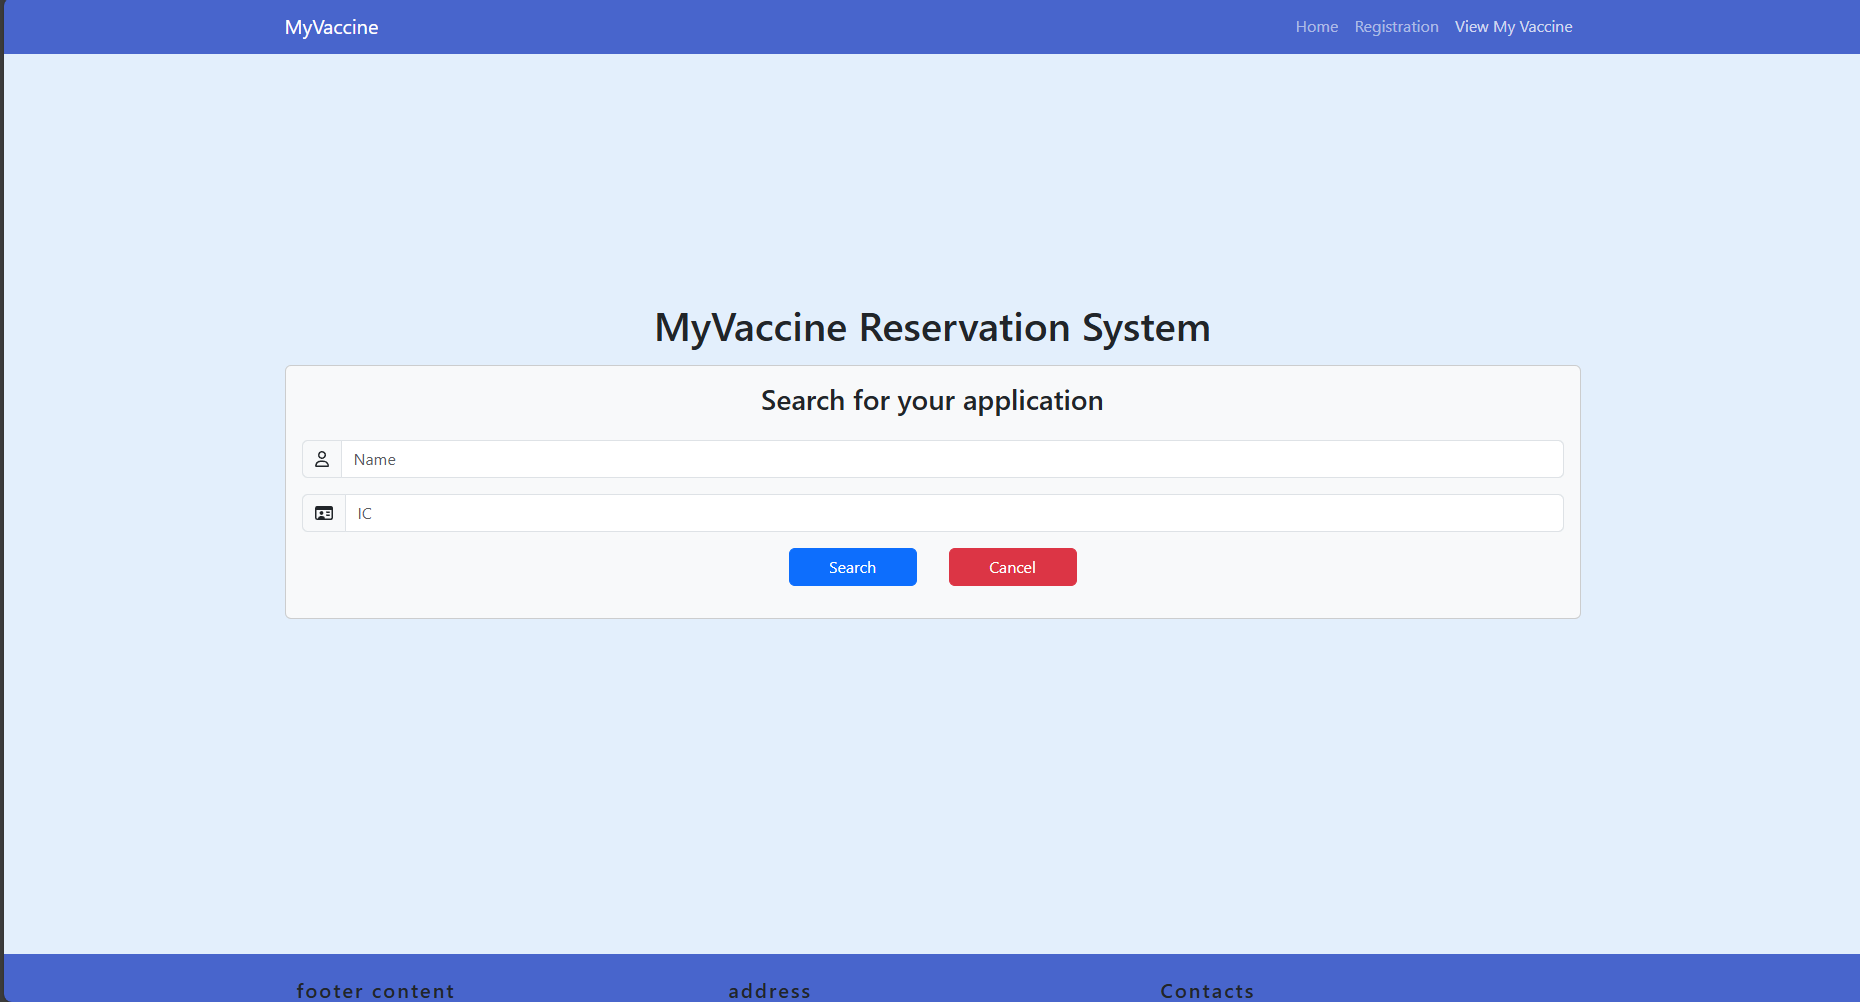 MyVaccine
Home Registration View My Vaccine
MyVaccine Reservation System
Search for your application
Name
IC
Search Cancel
footer content address Contacts